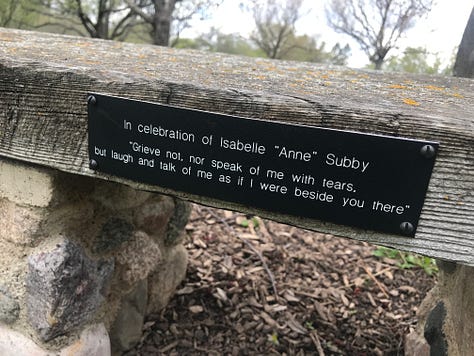 In celebration of Isabelle "Anne" Subby
"Grieve not, nor speak of me with tears,
but laugh and talk of me as if I were beside you there"